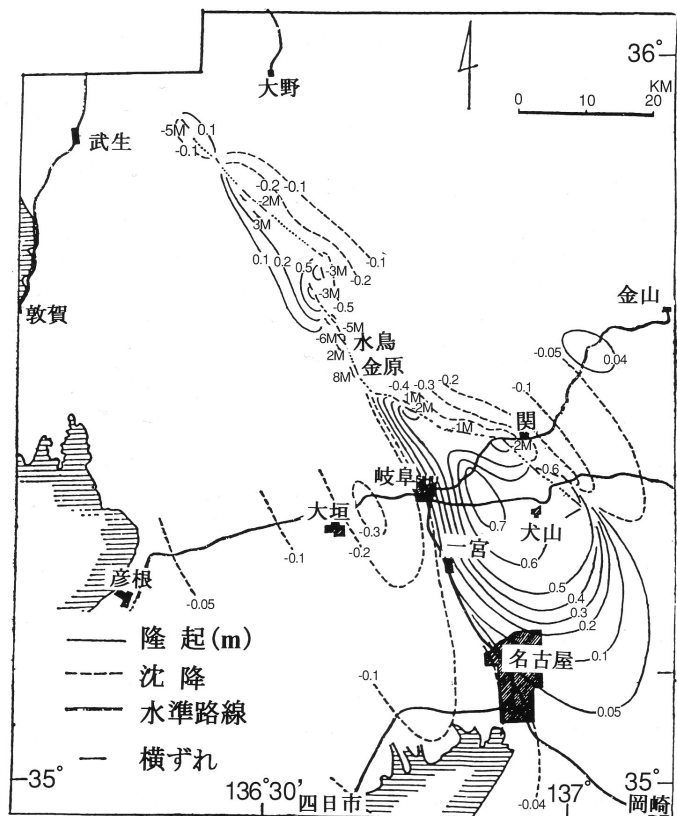 36°
KM
0 10 20
大野
武生
-5M 0.1
-0.1
-0.2 -0.1
-2M
3M
0.1 0.2 0.5
-3M
-0.1
-0.2
-3M
-0.5
敦賀
金山
-5M
-6M
水鳥
2M
金原
8M
-0.05
0.04
-0.4 -0.3 -0.2
-0.1
1M
-2M
-1M
関
-2M
岐阜
0.6
大垣
-0.3
0.7
犬山
-0.2
一宮
-0.1
0.6
彦根
-0.05
0.5
0.4
0.3
0.2
隆起(m)
名古屋
0.1
沈降
-0.1
水準路線
0.05
横ずれ
35°
136°30′
四日市
-0.04
137°
35°
岡崎